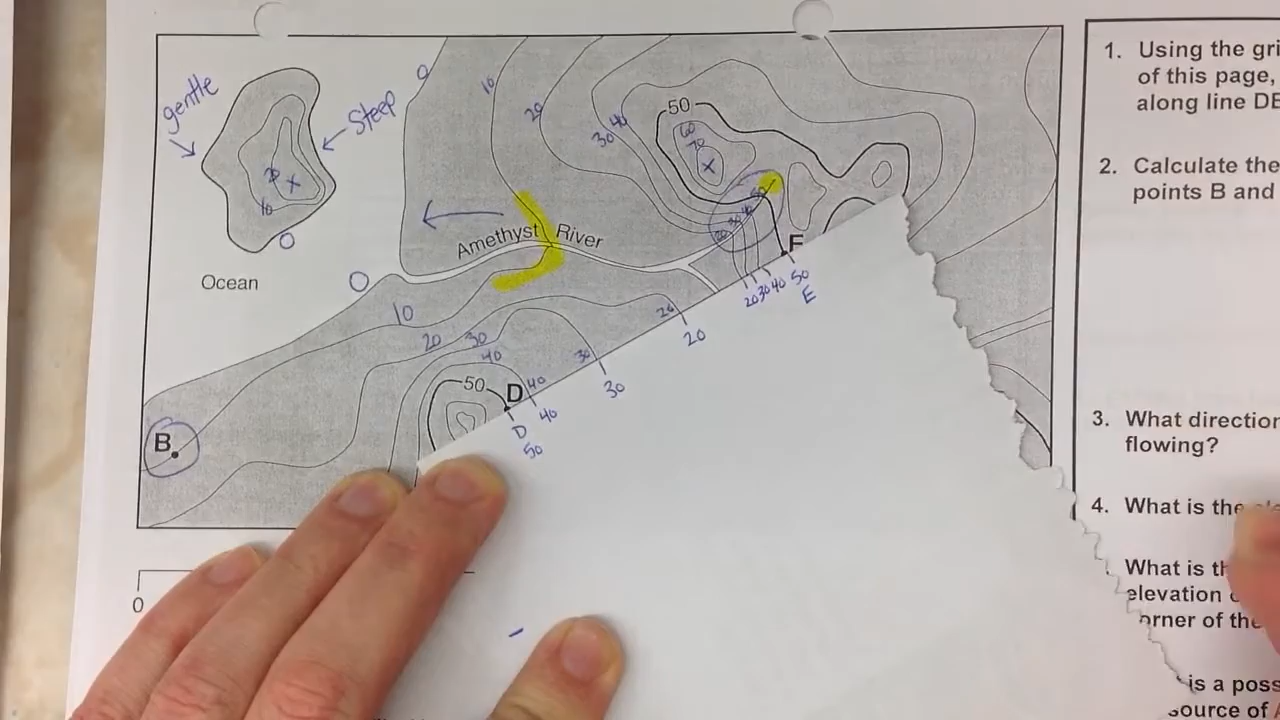 gentle
Steep
10
0
Ocean
0
10
20
30
40
50
60
70
Amethyst River
0
10
20
30
40
50
20
30
40
50
E
20 30 40 50
E
20
20
30
30
40
40
D
D
50
B
0
1. Using the gri
of this page,
along line DE
2. Calculate the
points B and
3. What direction
flowing?
4. What is the
What is th
elevation
orner of the
is a poss
source of